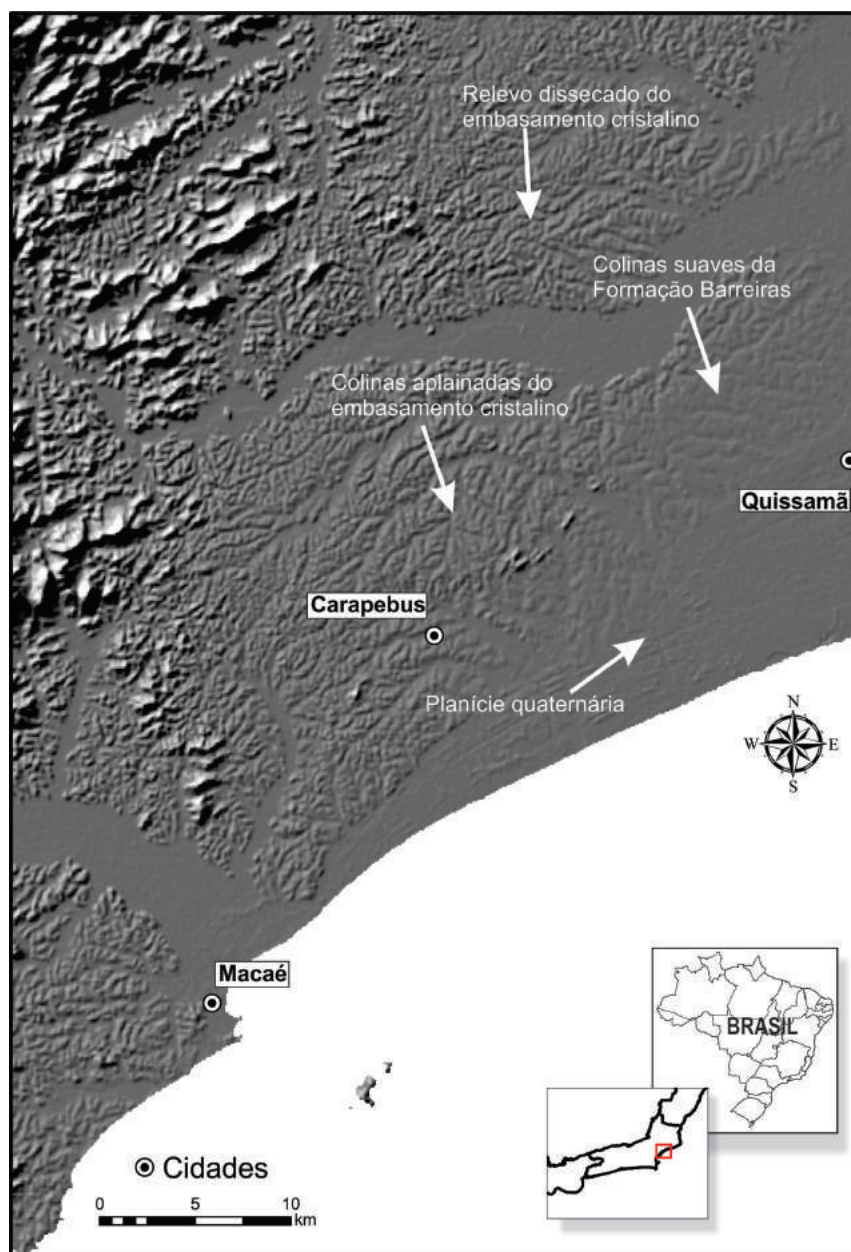 Relevo dissecado do
embasamento cristalino
Colinas suaves da
Formação Barreiras
Colinas aplainadas do
embasamento cristalino
Quissamã
Carapebus
Planície quaternária
N
W E
S
Macaé
BRASIL
Cidades
0 5 10
km